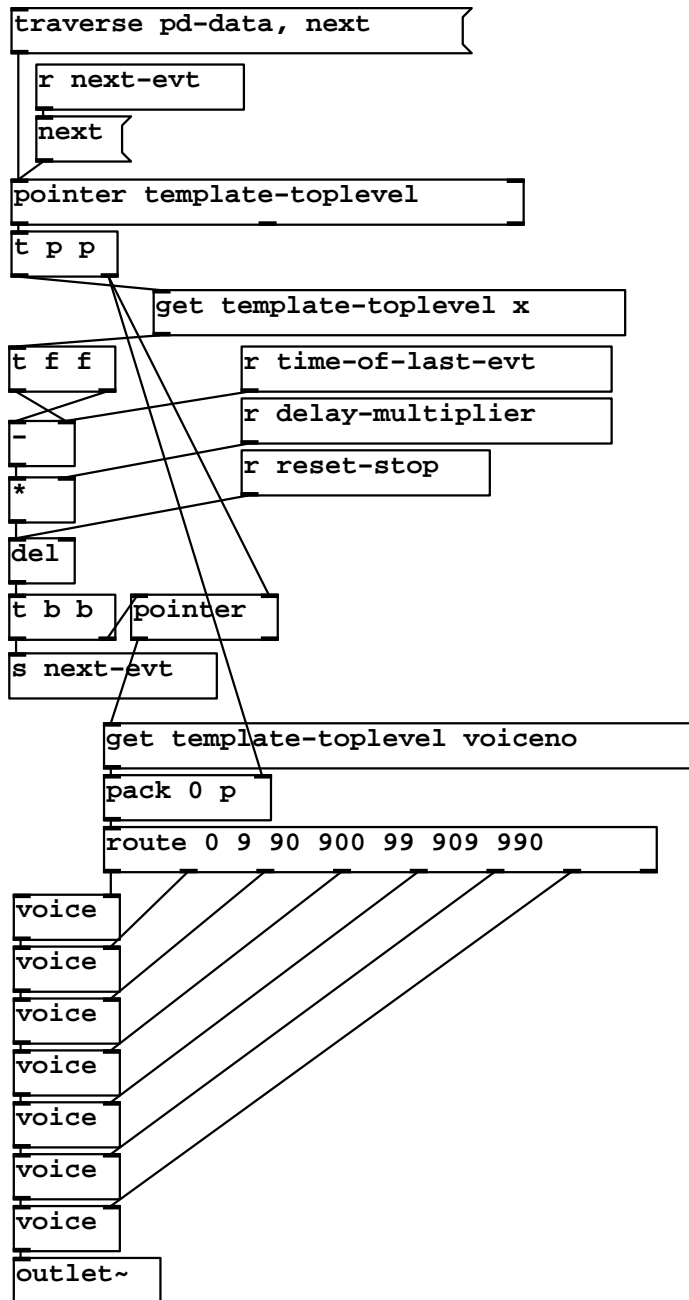 traverse pd-data, next
r next-evt
next
pointer template-toplevel
t p p
get template-toplevel x
t f f
r time-of-last-evt
-
r delay-multiplier
*
r reset-stop
del
t b b
pointer
s next-evt
get template-toplevel voiceno
pack 0 p
route 0 9 90 900 99 909 990
voice
voice
voice
voice
voice
voice
voice
outlet~